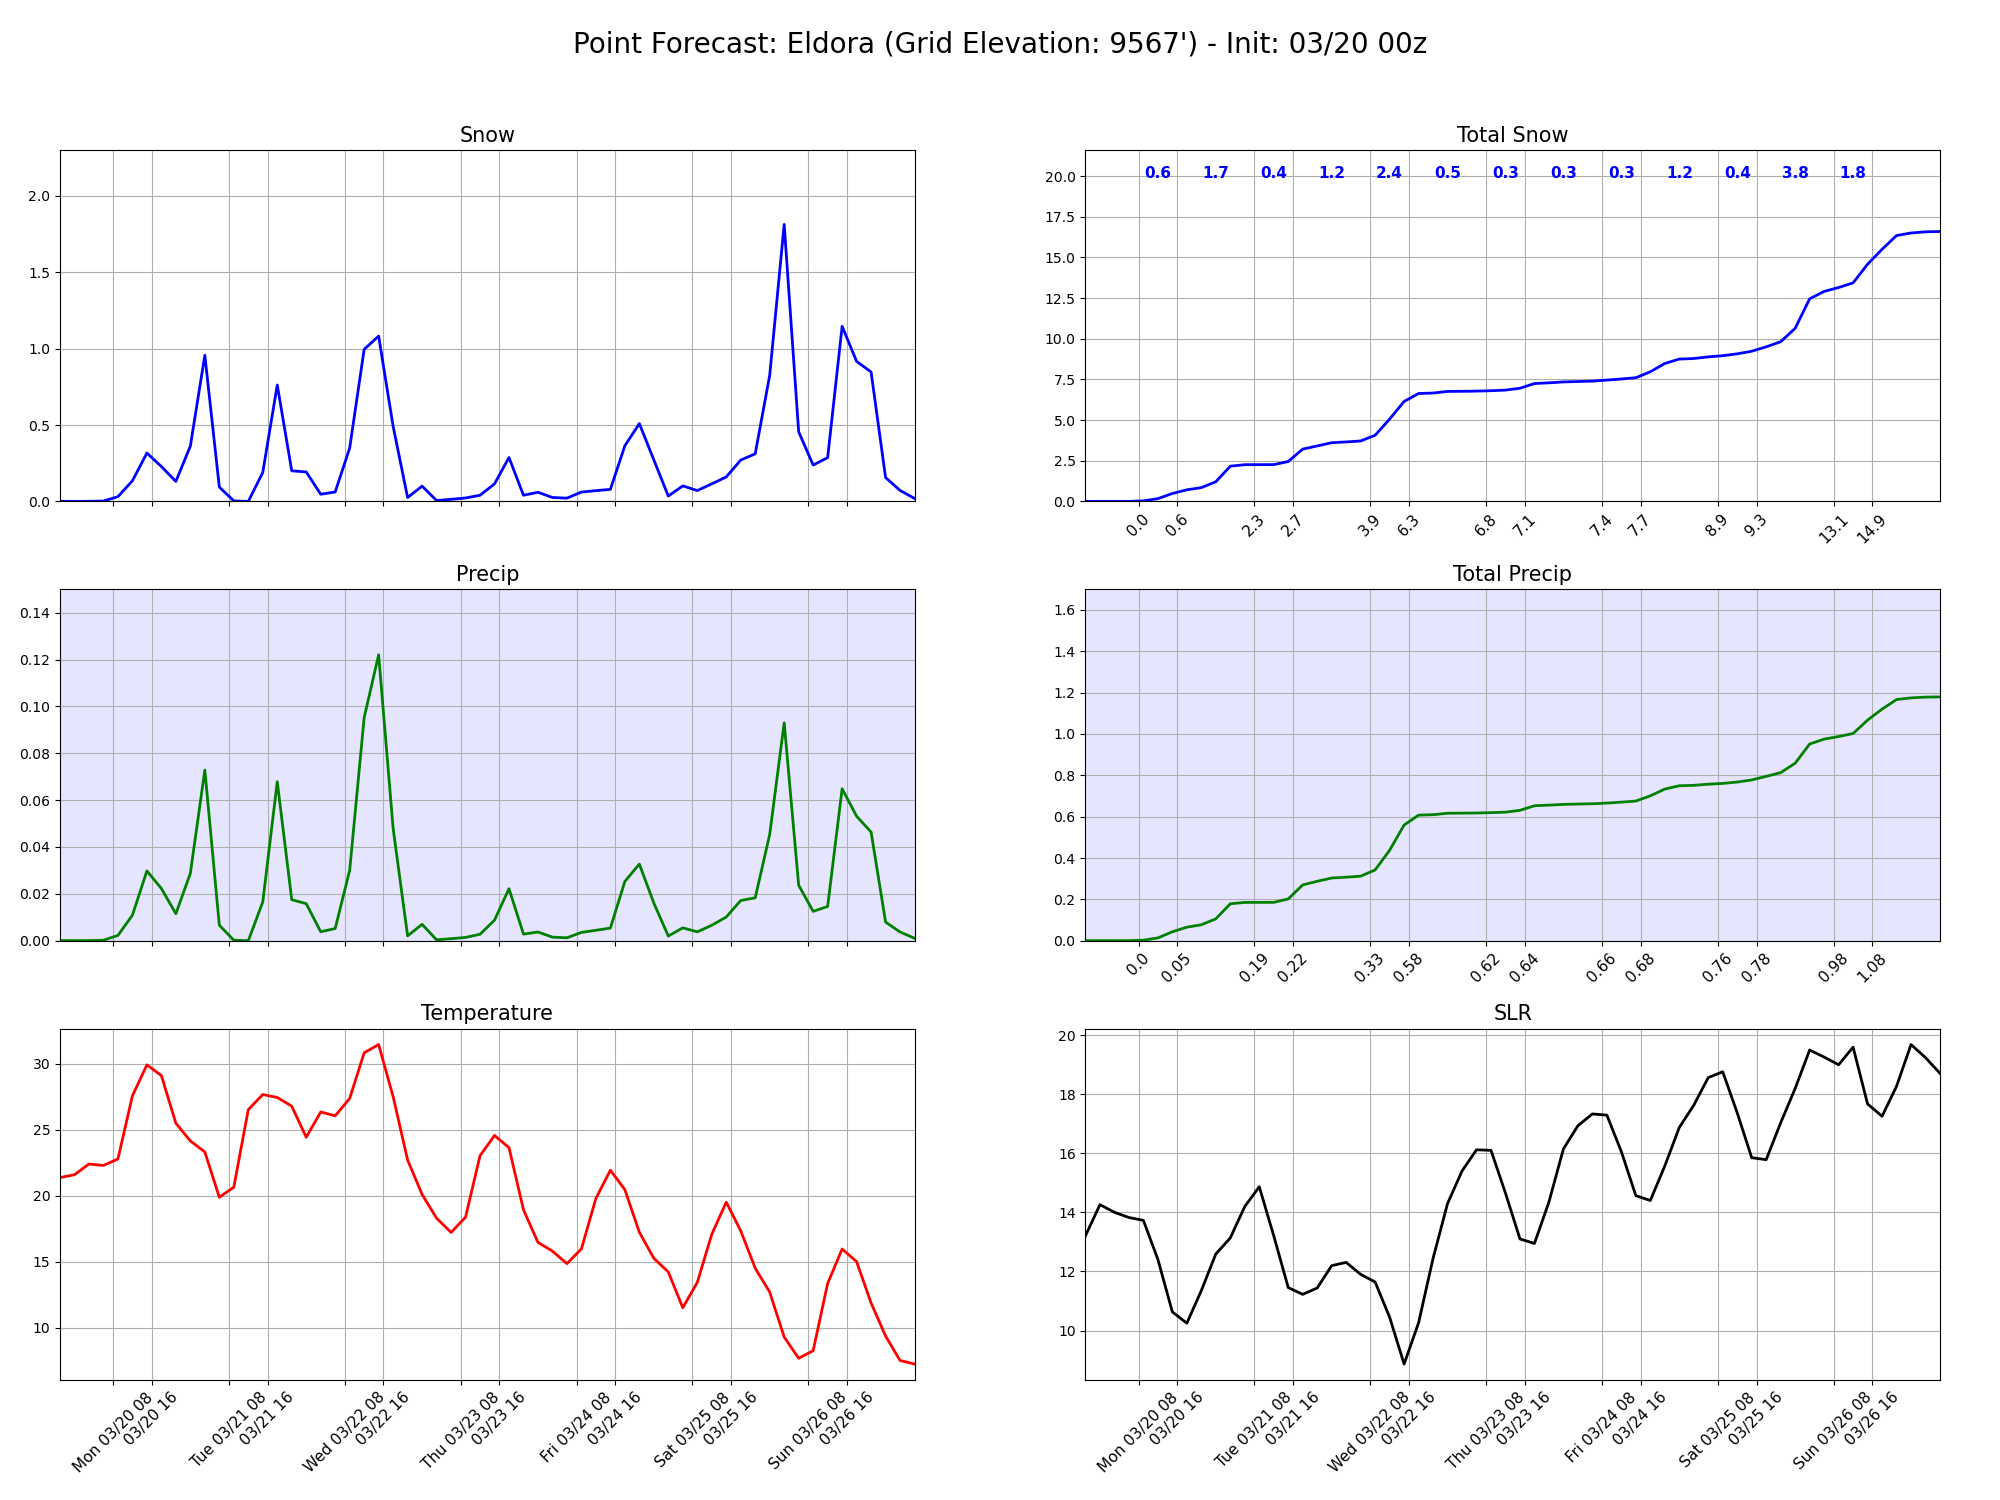 Point Forecast: Eldora (Grid Elevation: 9567') - Init: 03/20 00z
Snow
2.0
1.5
1.0
0.5
0.0
Total Snow
0.6 1.7 0.4 1.2 2.4 0.5 0.3 0.3 0.3 1.2 0.4 3.8 1.8
20.0
17.5
15.0
12.5
10.0
7.5
5.0
2.5
0.0
0.0 0.6 2.3 2.7 3.9 6.3 6.8 7.1 7.4 7.7 8.9 9.3 13.1 14.9
Precip
0.14
0.12
0.10
0.08
0.06
0.04
0.02
0.00
Total Precip
1.6
1.4
1.2
1.0
0.8
0.6
0.4
0.2
0.0
0.0 0.05 0.19 0.22 0.33 0.58 0.62 0.64 0.66 0.68 0.76 0.78 0.98 1.08
Temperature
30
25
20
15
10
Mon 03/20 08
03/20 16
Tue 03/21 08
03/21 16
Wed 03/22 08
03/22 16
Thu 03/23 08
03/23 16
Fri 03/24 08
03/24 16
Sat 03/25 08
03/25 16
Sun 03/26 08
03/26 16
SLR
20
18
16
14
12
10
Mon 03/20 08
03/20 16
Tue 03/21 08
03/21 16
Wed 03/22 08
03/22 16
Thu 03/23 08
03/23 16
Fri 03/24 08
03/24 16
Sat 03/25 08
03/25 16
Sun 03/26 08
03/26 16